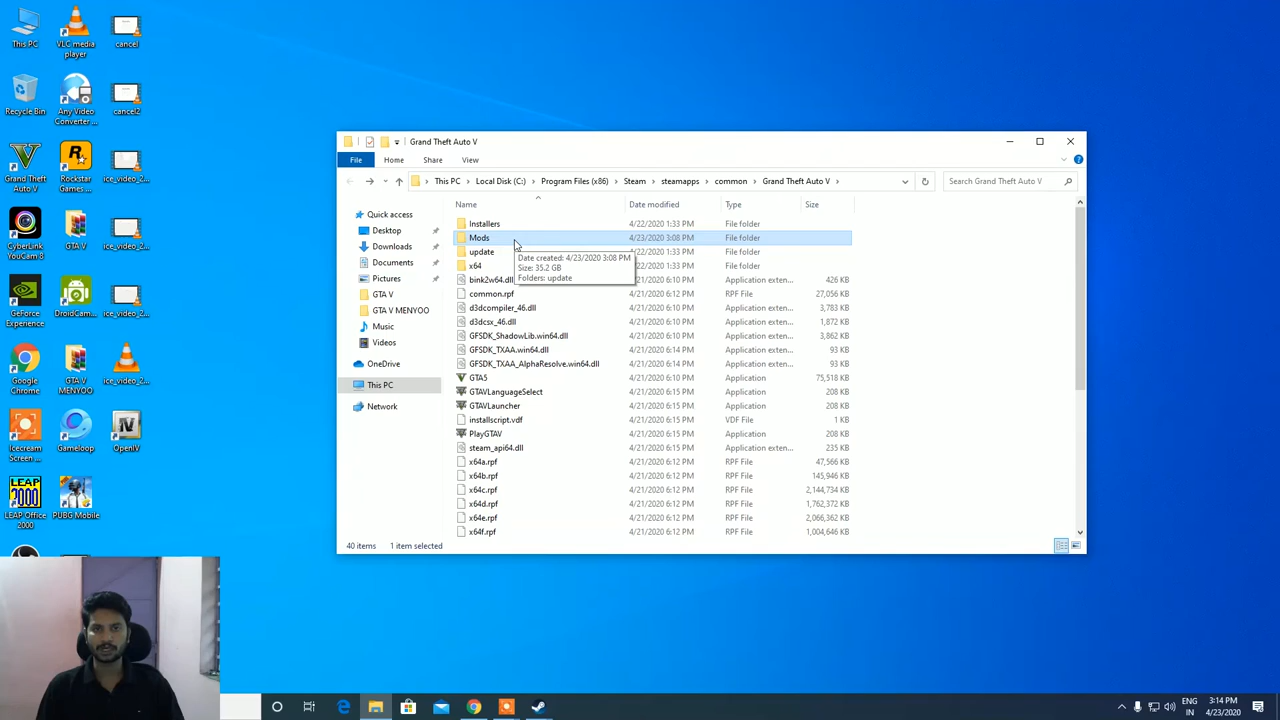 This PC
VLC media
player
cancel
Recycle Bin
Any Video
Converter ...
cancel2
Grand Theft
Auto V
Rockstar
Games ...
ice_video_2...
CyberLink
YouCam 8
GTA V
ice_video_2...
GeForce
Experience
DroidCam...
ice_video_2...
Google
Chrome
GTA V
MENYOO
ice_video_2...
Icecream
Screen ...
Gameloop
OpenIV
LEAP Office
2000
PUBG Mobile
Grand Theft Auto V
File Home Share View
This PC > Local Disk (C:) > Program Files (x86) > Steam > steamapps > common > Grand Theft Auto V >
Search Grand Theft Auto V
Quick access
Desktop
Downloads
Documents
Pictures
GTA V
GTA V MENYOO
Music
Videos
OneDrive
This PC
Network
Name Date modified Type Size
Installers 4/22/2020 1:33 PM File folder
Mods 4/23/2020 3:08 PM File folder
update 4/22/2020 1:33 PM File folder
x64 4/22/2020 1:33 PM File folder
bink2w64.dll 4/21/2020 6:10 PM Application exten... 426 KB
common.rpf 4/21/2020 6:10 PM RPF File 27,056 KB
d3dcompiler_46.dll 4/21/2020 6:10 PM Application exten... 3,783 KB
d3dcsx_46.dll 4/21/2020 6:10 PM Application exten... 1,872 KB
GFSDK_ShadowLib.win64.dll 4/21/2020 6:10 PM Application exten... 3,862 KB
GFSDK_TXAA.win64.dll 4/21/2020 6:14 PM Application exten... 93 KB
GFSDK_TXAA_AlphaResolve.win64.dll 4/21/2020 6:14 PM Application exten... 93 KB
GTA5 4/21/2020 6:10 PM Application 75,518 KB
GTAVLanguageSelect 4/21/2020 6:15 PM Application 208 KB
GTAVLauncher 4/21/2020 6:15 PM Application 208 KB
installscript.vdf 4/21/2020 6:15 PM VDF File 1 KB
PlayGTAV 4/21/2020 6:15 PM Application 208 KB
steam_api64.dll 4/21/2020 6:15 PM Application exten... 235 KB
x64a.rpf 4/21/2020 6:12 PM RPF File 47,566 KB
x64b.rpf 4/21/2020 6:12 PM RPF File 145,946 KB
x64c.rpf 4/21/2020 6:12 PM RPF File 2,144,734 KB
x64d.rpf 4/21/2020 6:12 PM RPF File 1,762,372 KB
x64e.rpf 4/21/2020 6:12 PM RPF File 2,066,362 KB
x64f.rpf 4/21/2020 6:12 PM RPF File 1,004,646 KB
Date created: 4/23/2020 3:08 PM
Size: 35.2 GB
Folders: update
40 items 1 item selected
LEAP
2000
ENG
IN
3:14 PM
4/23/2020